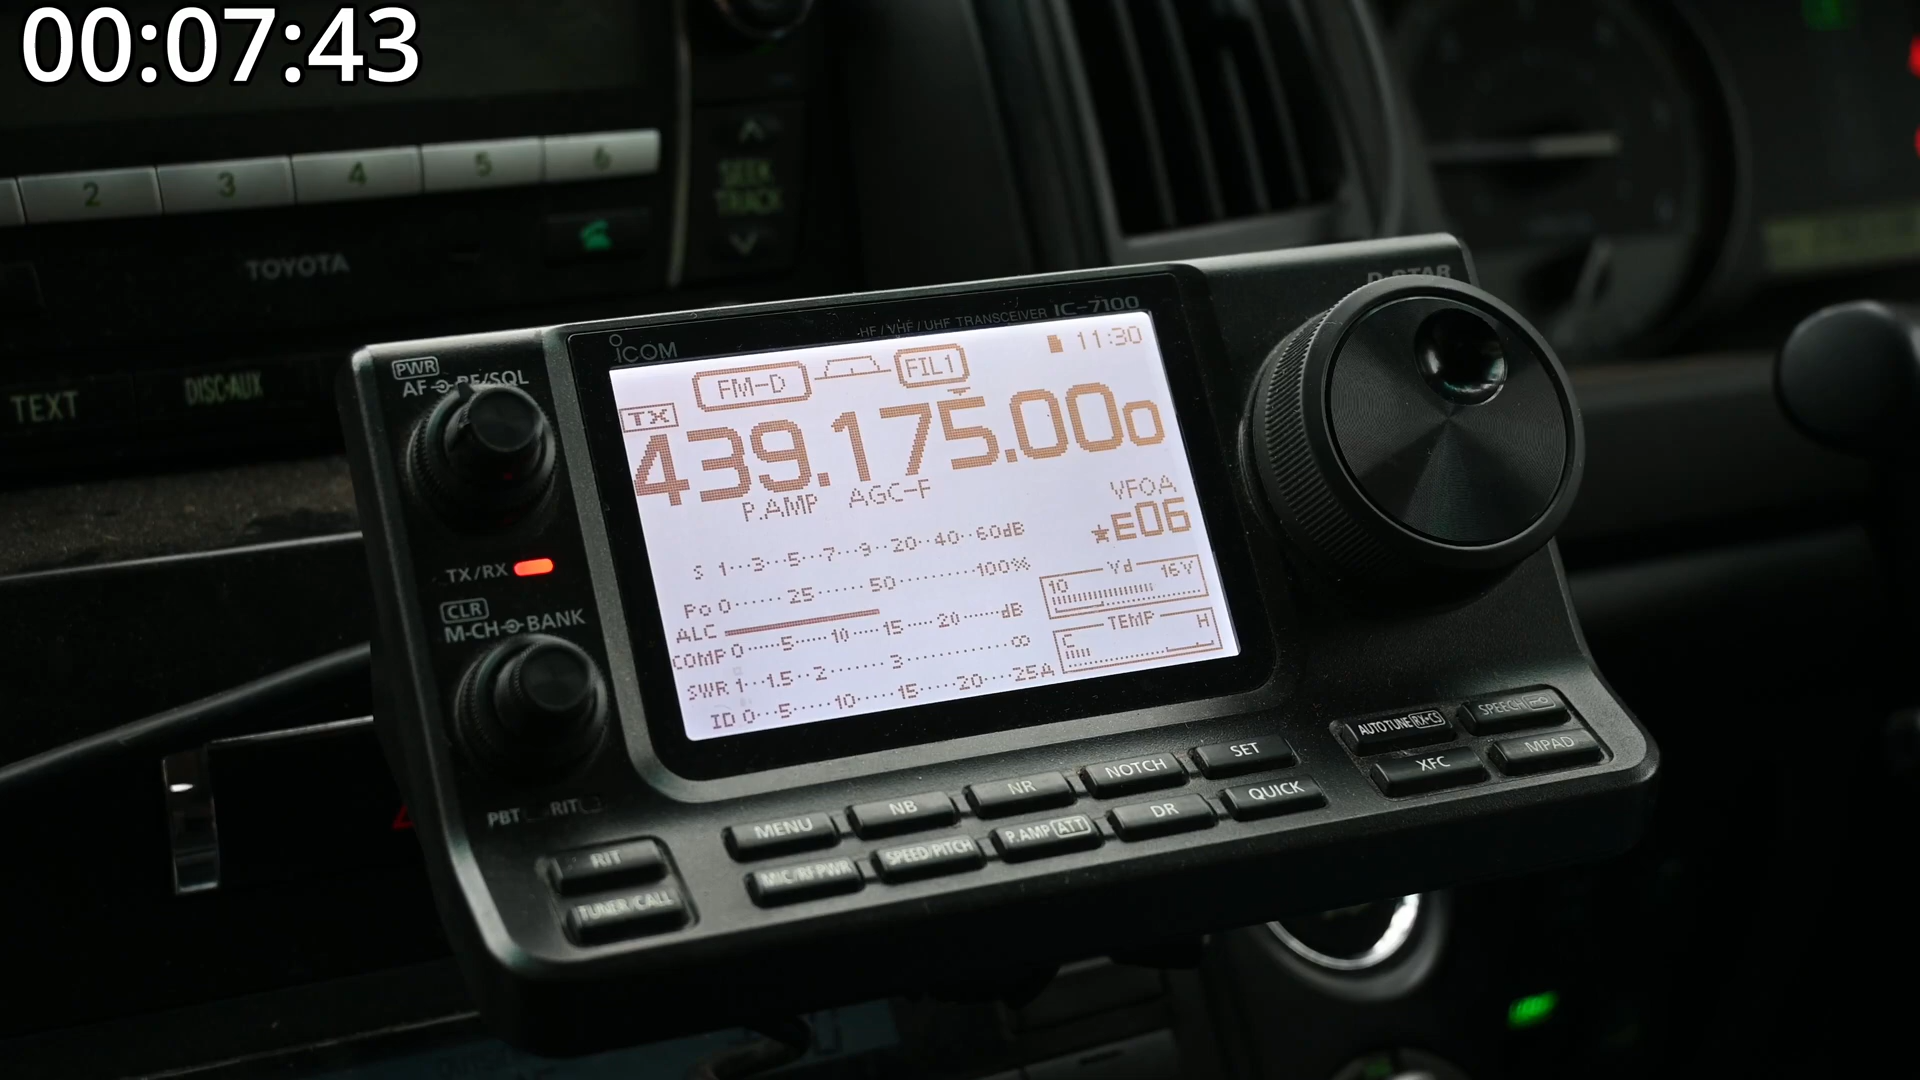 00:07:43
2 3 4 5 6
SEEK
TRACK
TOYOTA
TEXT
DISC·AUX
D-STAR
HF / VHF / UHF TRANSCEIVER IC-7100
ICOM
PWR
AF RF/SQL
FM-D FIL1 11:30
TX
439.175.000
P.AMP AGC-F
VFOA
★E06
S 1···3··5···7···9··20··40··60dB
Po 0······25······50··········100%
ALC
COMP 0·····5·····10·····15·····20······dB
SWR 1···1.5··2·······3············∞
ID 0···5·····10·····15·····20····25A
10 Vd 16V
TEMP
C H
TX/RX
CLR
M-CH BANK
PBT RIT
RIT
TUNER/CALL
MENU NB NR NOTCH SET
MIC/RF PWR SPEED/PITCH P.AMP ATT DR QUICK
AUTO TUNE RX→CS SPEECH
XFC MPAD